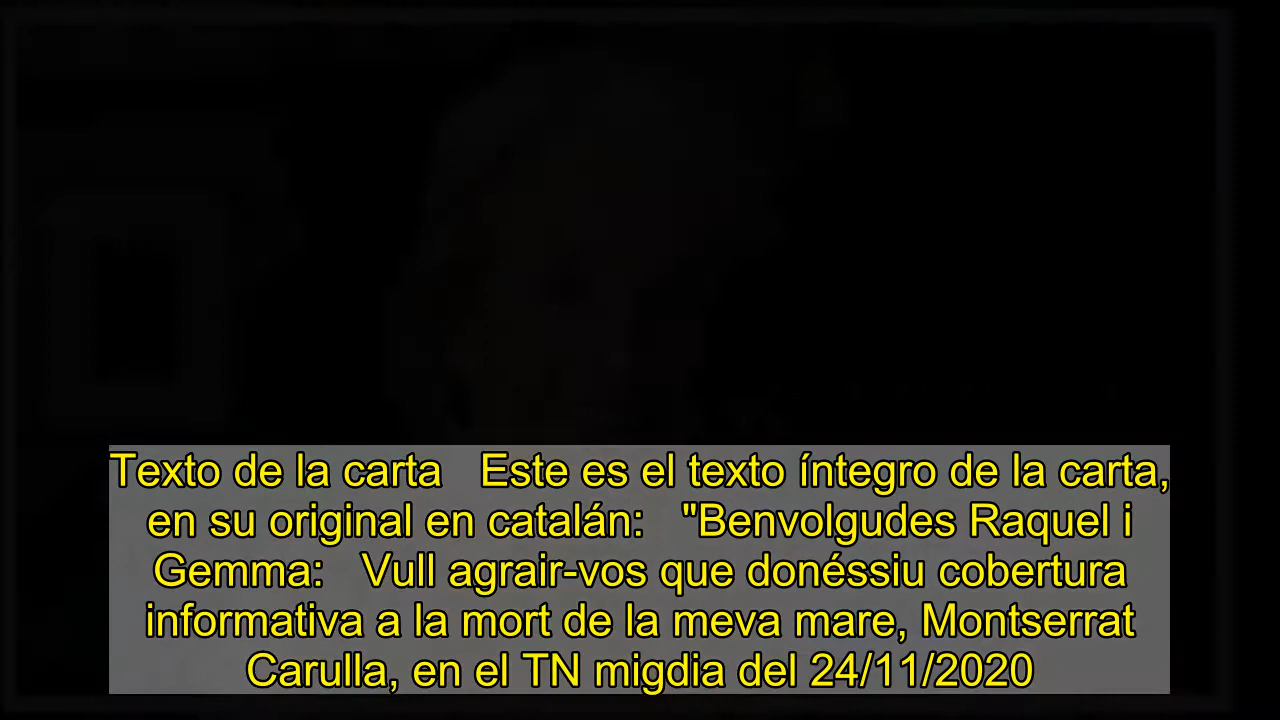 Texto de la carta   Este es el texto íntegro de la carta,
en su original en catalán:   "Benvolgudes Raquel i
Gemma:   Vull agrair-vos que donéssiu cobertura
informativa a la mort de la meva mare, Montserrat
Carulla, en el TN migdia del 24/11/2020